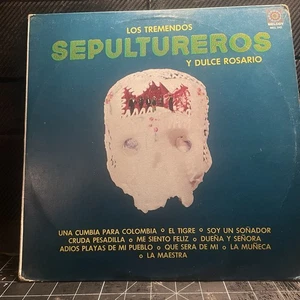 LOS TREMENDOS
SEPULTUREROS
Y DULCE ROSARIO
UNA CUMBIA PARA COLOMBIA o EL TIGRE o SOY UN SOÑADOR
CRUDA PESADILLA o ME SIENTO FELIZ o DUEÑA Y SEÑORA
ADIOS PLAYAS DE MI PUEBLO o QUE SERA DE MI o LA MUÑECA
o LA MAESTRA